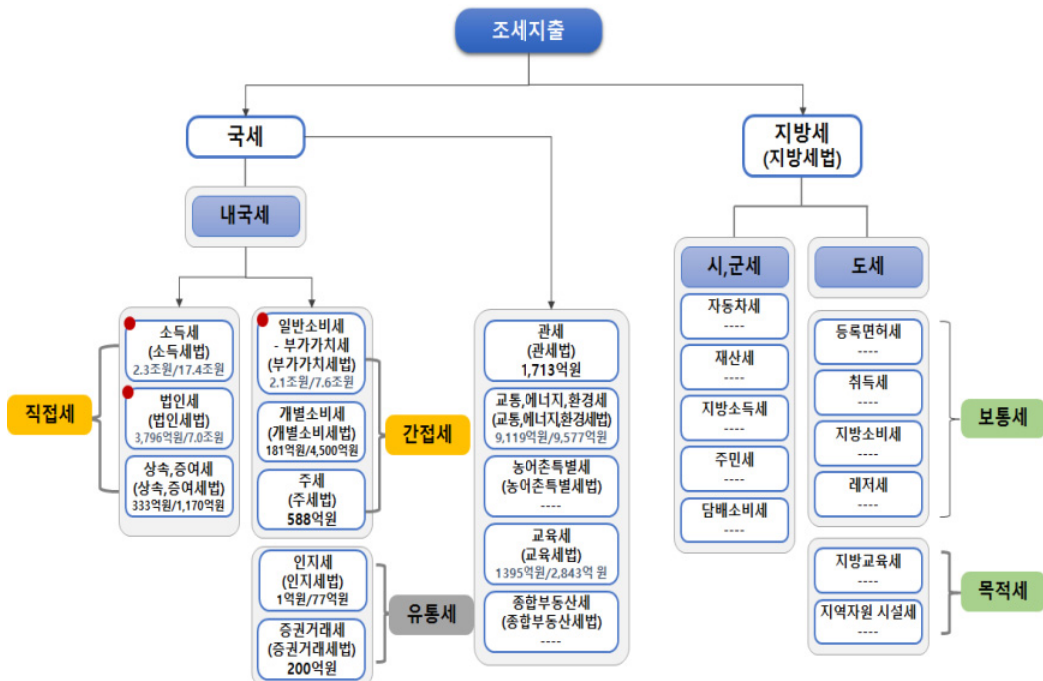 조세지출
국세
지방세
(지방세법)
내국세
시,군세
도세
직접세
소득세
(소득세법)
2.3조원/17.4조원
법인세
(법인세법)
3,796억원/7.0조원
상속,증여세
(상속,증여세법)
333억원/1,170억원
일반소비세
- 부가가치세
(부가가치세법)
2.1조원/7.6조원
개별소비세
(개별소비세법)
181억원/4,500억원
주세
(주세법)
588억원
간접세
인지세
(인지세법)
1억원/77억원
증권거래세
(증권거래세법)
200억원
유통세
관세
(관세법)
1,713억원
교통,에너지,환경세
(교통,에너지,환경세법)
9,119억원/9,577억원
농어촌특별세
(농어촌특별세법)
----
교육세
(교육세법)
1395억원/2,843억 원
종합부동산세
(종합부동산세법)
----
자동차세
----
재산세
----
지방소득세
----
주민세
----
담배소비세
----
등록면허세
----
취득세
----
지방소비세
----
레저세
----
보통세
지방교육세
----
지역자원 시설세
----
목적세